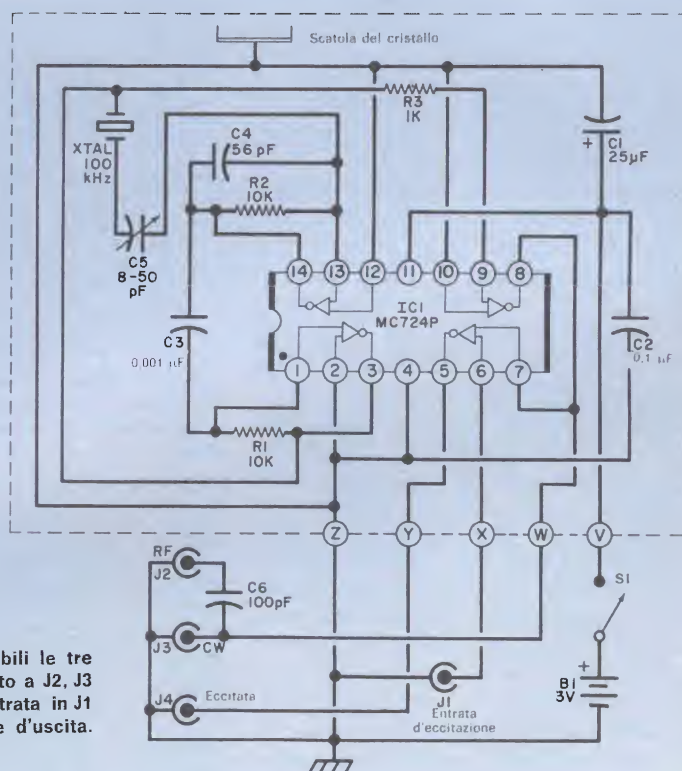 Scatola del cristallo
R3
1K
C1
25µF
+
XTAL
100
kHz
C4
56 pF
R2
10K
C5
8-50
pF
14 13 12 11 10 9 8
IC1
MC724P
C3
0,001 µF
C2
0,1 µF
1 2 3 4 5 6 7
R1
10K
Z Y X W V
RF
J2
C6
100pF
S1
J3 CW
J4 Eccitata
J1
Entrata
d'eccitazione
+
B1
3V
bili le tre
to a J2, J3
trata in J1
e d'uscita.